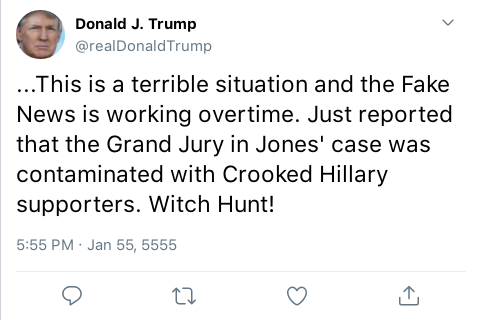 Donald J. Trump
@realDonaldTrump
...This is a terrible situation and the Fake
News is working overtime. Just reported
that the Grand Jury in Jones' case was
contaminated with Crooked Hillary
supporters. Witch Hunt!
5:55 PM · Jan 55, 5555